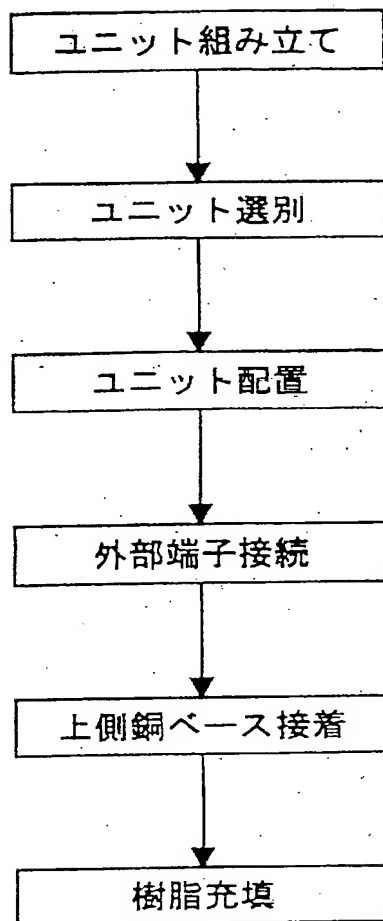 ユニット組み立て
ユニット選別
ユニット配置
外部端子接続
上側銅ベース接着
樹脂充填